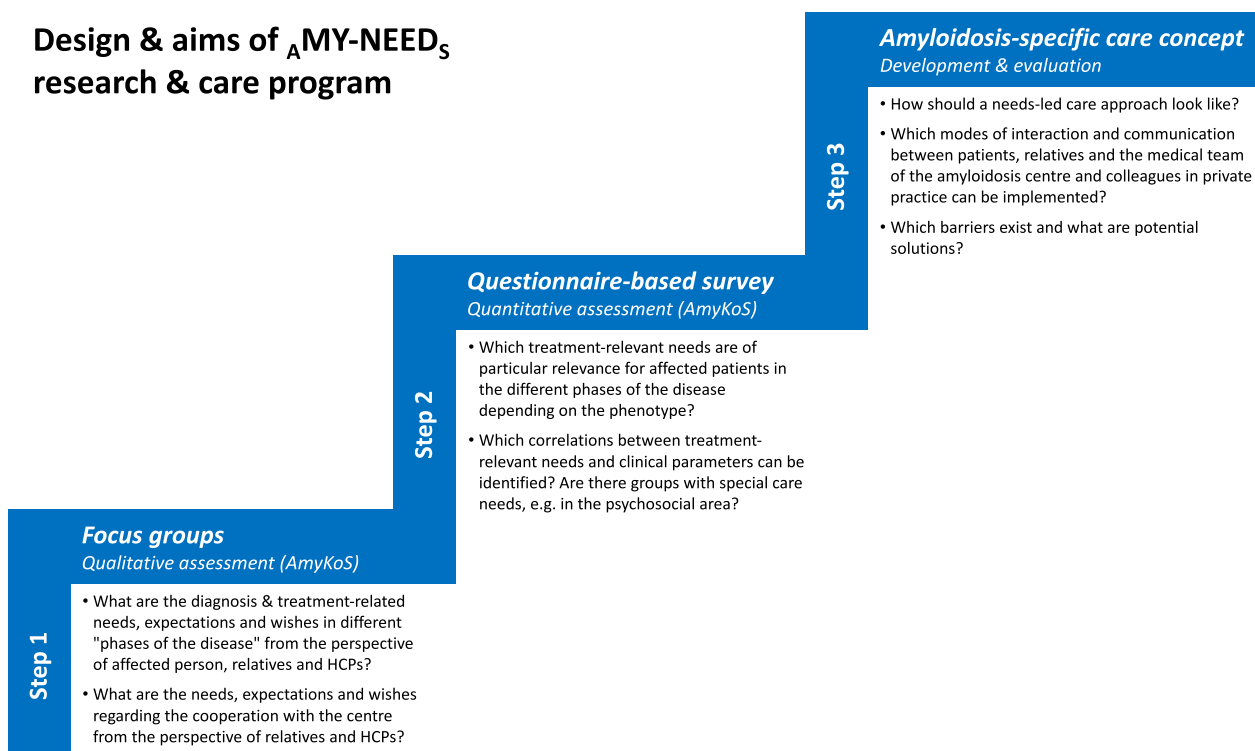 Design & aims of AMY-NEEDS
research & care program
Step 1
Focus groups
Qualitative assessment (AmyKoS)
• What are the diagnosis & treatment-related
needs, expectations and wishes in different
"phases of the disease" from the perspective
of affected person, relatives and HCPs?
• What are the needs, expectations and wishes
regarding the cooperation with the centre
from the perspective of relatives and HCPs?
Step 2
Questionnaire-based survey
Quantitative assessment (AmyKoS)
• Which treatment-relevant needs are of
particular relevance for affected patients in
the different phases of the disease
depending on the phenotype?
• Which correlations between treatment-
relevant needs and clinical parameters can be
identified? Are there groups with special care
needs, e.g. in the psychosocial area?
Step 3
Amyloidosis-specific care concept
Development & evaluation
• How should a needs-led care approach look like?
• Which modes of interaction and communication
between patients, relatives and the medical team
of the amyloidosis centre and colleagues in private
practice can be implemented?
• Which barriers exist and what are potential
solutions?